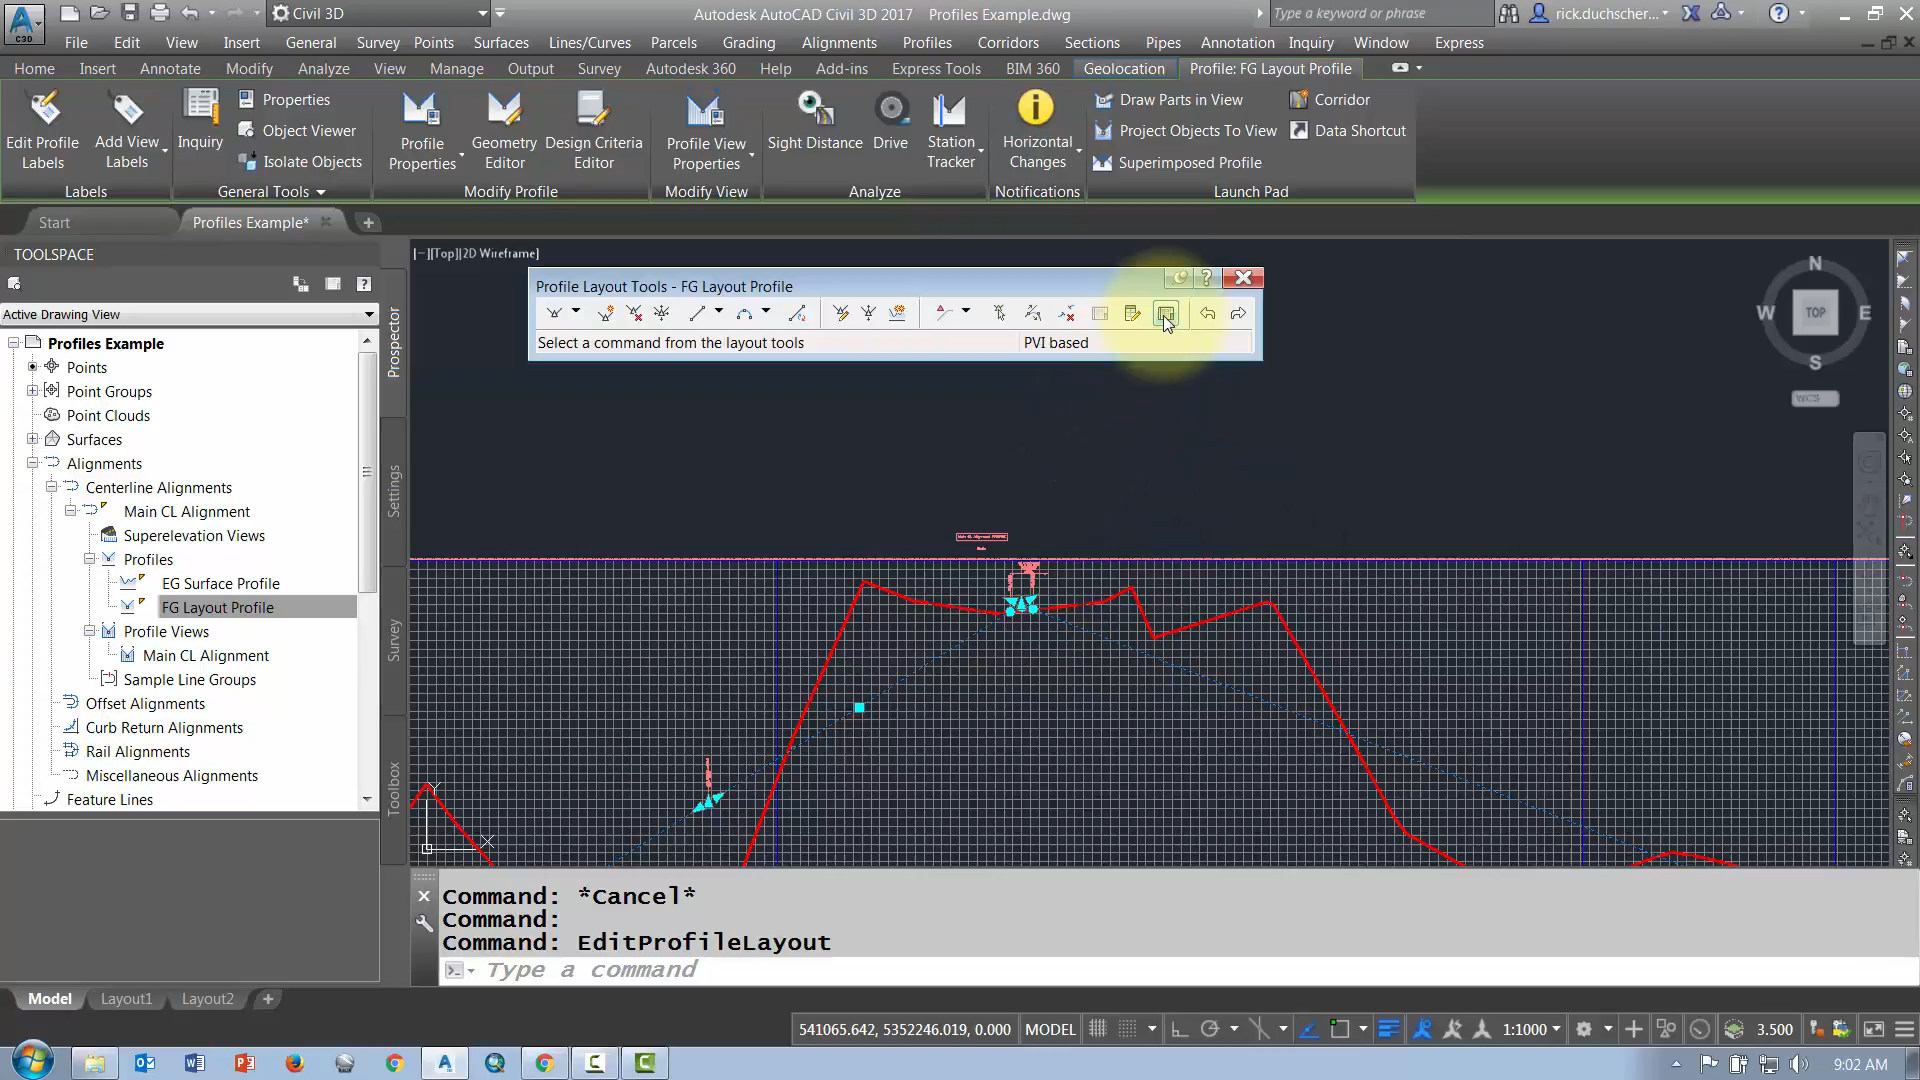 Civil 3D
Autodesk AutoCAD Civil 3D 2017 Profiles Example.dwg
Type a keyword or phrase
rick.duchscher...
C3D
File Edit View Insert General Survey Points Surfaces Lines/Curves Parcels Grading Alignments Profiles Corridors Sections Pipes Annotation Inquiry Window Express
Home Insert Annotate Modify Analyze View Manage Output Survey Autodesk 360 Help Add-ins Express Tools BIM 360 Geolocation Profile: FG Layout Profile
Edit Profile Labels
Add View Labels
Labels
Inquiry
Properties
Object Viewer
Isolate Objects
General Tools
Profile Properties
Geometry Editor
Design Criteria Editor
Modify Profile
Profile View Properties
Modify View
Sight Distance
Drive
Station Tracker
Analyze
Horizontal Changes
Notifications
Draw Parts in View
Project Objects To View
Superimposed Profile
Corridor
Data Shortcut
Launch Pad
Start
Profiles Example*
TOOLSPACE
Active Drawing View
Profiles Example
Points
Point Groups
Point Clouds
Surfaces
Alignments
Centerline Alignments
Main CL Alignment
Superelevation Views
Profiles
EG Surface Profile
FG Layout Profile
Profile Views
Main CL Alignment
Sample Line Groups
Offset Alignments
Curb Return Alignments
Rail Alignments
Miscellaneous Alignments
Feature Lines
Prospector
Settings
Survey
Toolbox
[−][Top][2D Wireframe]
Profile Layout Tools - FG Layout Profile
Select a command from the layout tools
PVI based
N
W TOP E
S
WCS
Y
X
Command: *Cancel*
Command:
Command: EditProfileLayout
Type a command
Model Layout1 Layout2
541065.642, 5352246.019, 0.000 MODEL
1:1000
3.500
9:02 AM